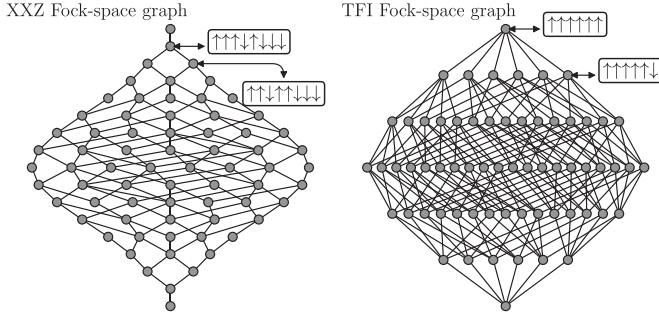 XXZ Fock-space graph
TFI Fock-space graph
↑↑↑↓↑↓↓↓
↑↑↓↑↑↓↓↓
↑↑↑↑↑↑
↑↑↑↑↑↓